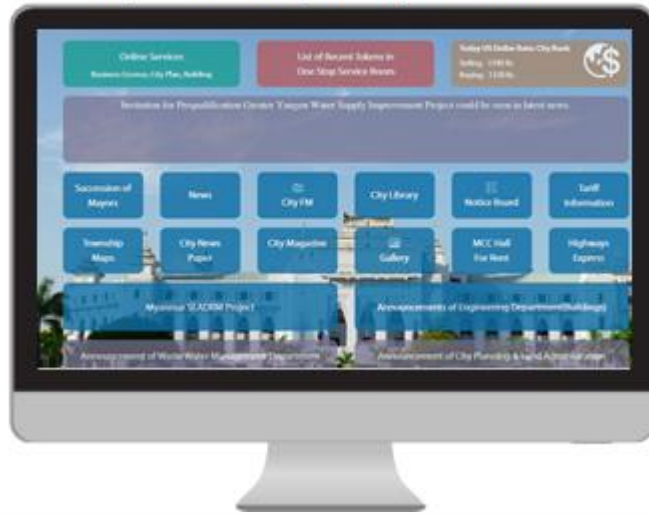 Online Services
Business License, City Plan, Building
List of Recent Tokens in
One Stop Service Room
Today US Dollar Rate: City Bank
Selling
Buying
Invitation for Prequalification Greater Yangon Water Supply Improvement Project could be seen in latest news.
Succession of
Mayors
News
City FM
City Library
Notice Board
Tariff
Information
Township
Maps
City News
Paper
City Magazine
Gallery
MCC Hall
For Rent
Highways
Express
Myanmar SEADRM Project
Announcements of Engineering Department(Buildings)
Announcement of Waste Water Management Department
Announcement of City Planning & Land Administration